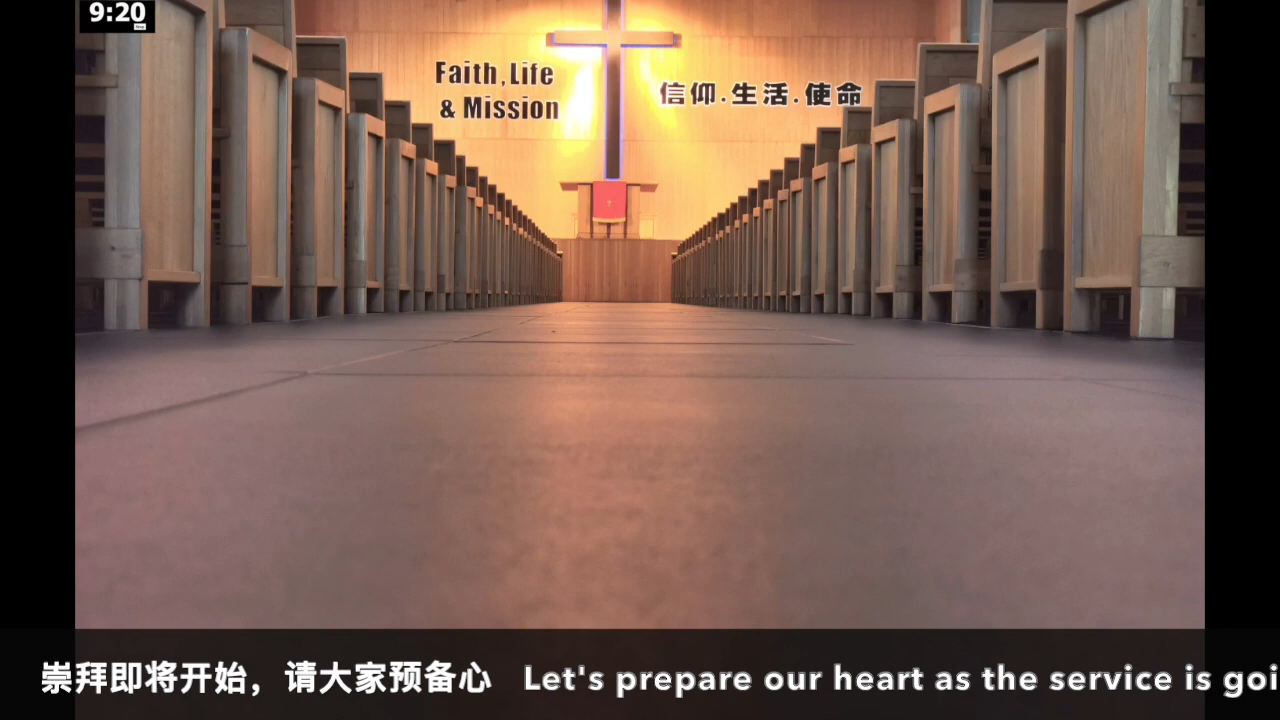 9:20
Faith, Life
& Mission
信仰.生活.使命
崇拜即将开始，请大家预备心 Let's prepare our heart as the service is goi